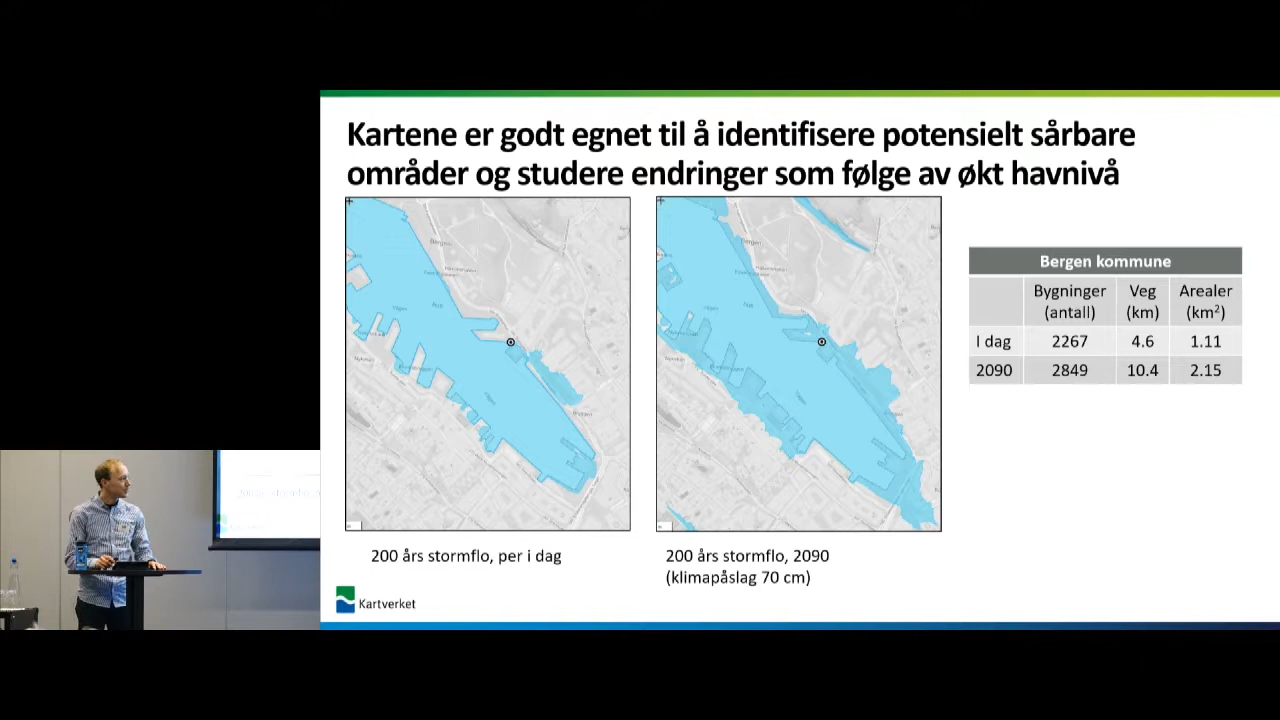 Kartene er godt egnet til å identifisere potensielt sårbare
områder og studere endringer som følge av økt havnivå
Bergen kommune
Bygninger (antall) Veg (km) Arealer (km²)
I dag 2267 4.6 1.11
2090 2849 10.4 2.15
200 års stormflo, per i dag
200 års stormflo, 2090
(klimapåslag 70 cm)
Kartverket